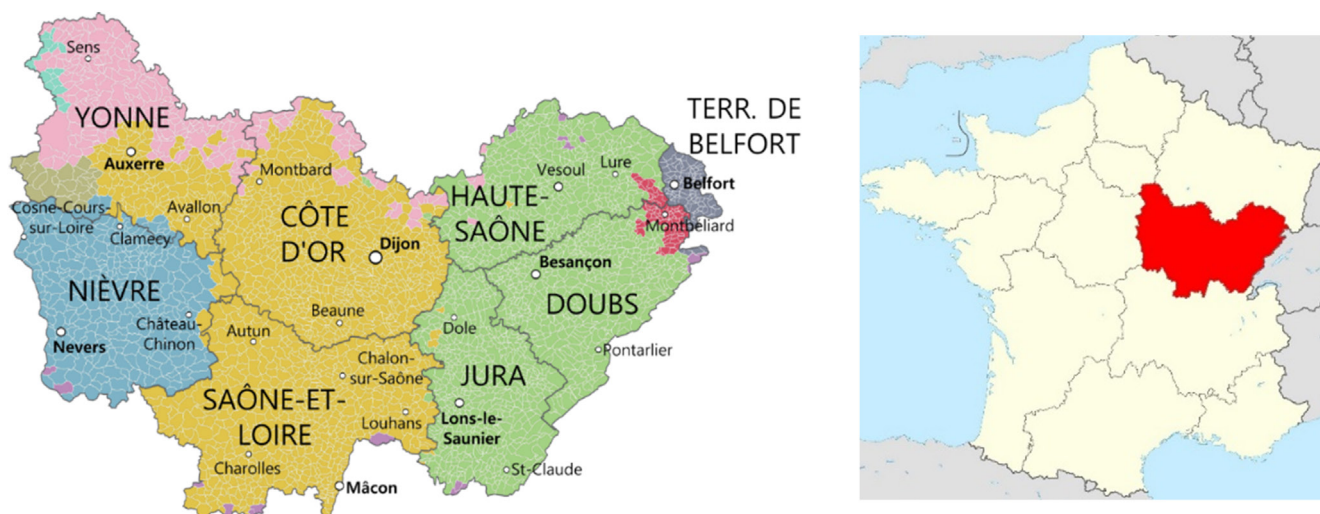 Sens
YONNE
Auxerre
Avallon
Cosne-Cours-
sur-Loire
Clamecy
NIÈVRE
Château-
Chinon
Nevers
Montbard
CÔTE
D'OR
Dijon
Beaune
Autun
Chalon-
sur-Saône
SAÔNE-ET-
LOIRE
Louhans
Charolles
Mâcon
TERR. DE
BELFORT
Vesoul
Lure
Belfort
HAUTE-
SAÔNE
Montbéliard
Besançon
DOUBS
Dole
Pontarlier
JURA
Lons-le-
Saunier
St-Claude